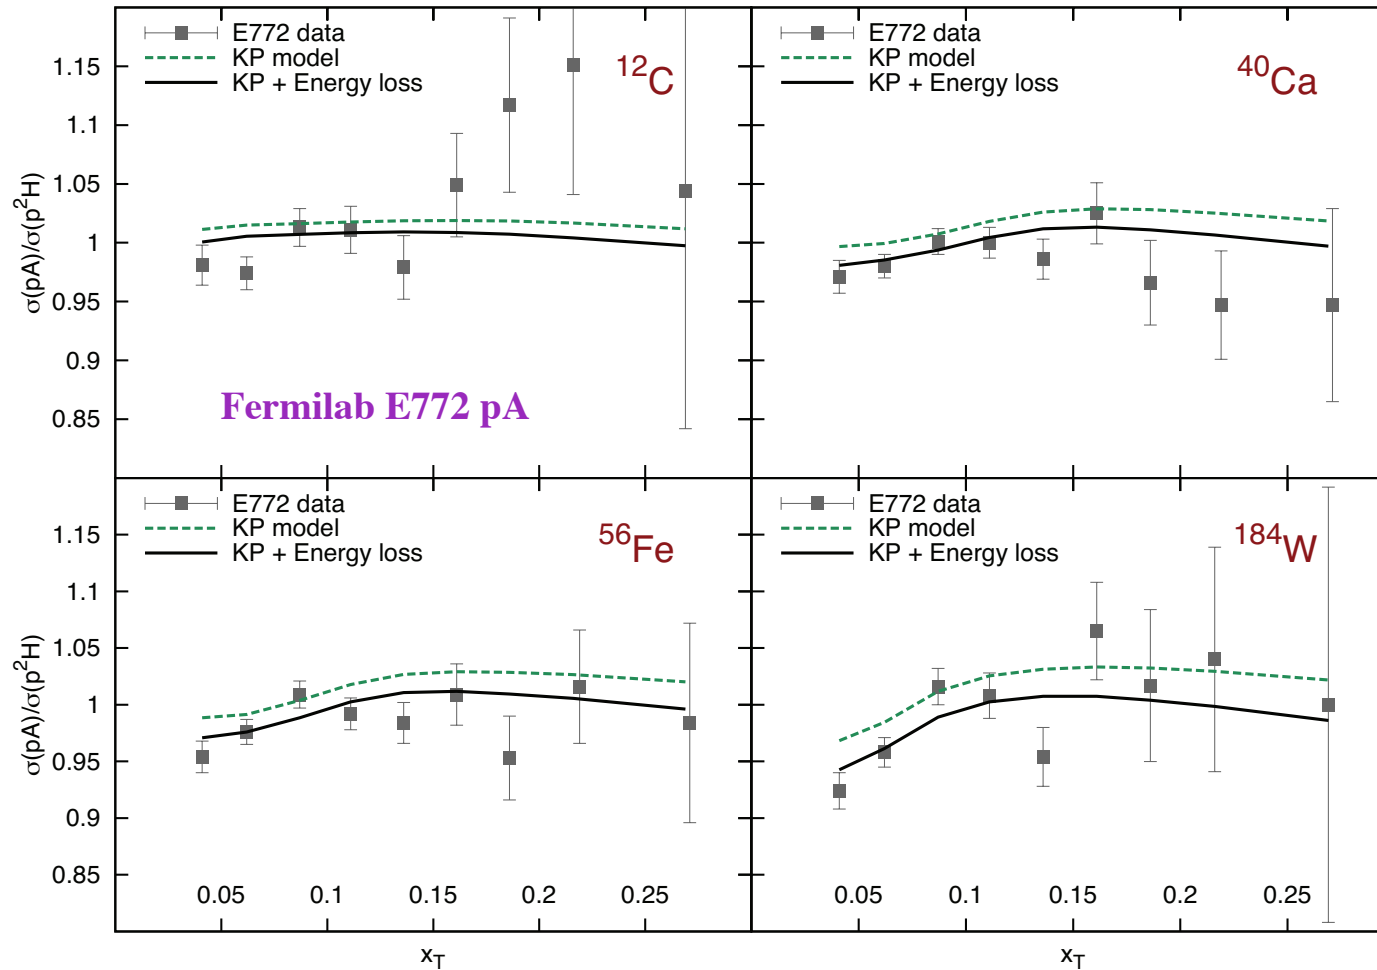 E772 data
KP model
KP + Energy loss
¹²C
1.15
1.1
1.05
1
0.95
0.9
0.85
σ(pA)/σ(p²H)
Fermilab E772 pA
E772 data
KP model
KP + Energy loss
⁴⁰Ca
E772 data
KP model
KP + Energy loss
⁵⁶Fe
1.15
1.1
1.05
1
0.95
0.9
0.85
σ(pA)/σ(p²H)
0.05 0.1 0.15 0.2 0.25
x_T
E772 data
KP model
KP + Energy loss
¹⁸⁴W
0.05 0.1 0.15 0.2 0.25
x_T